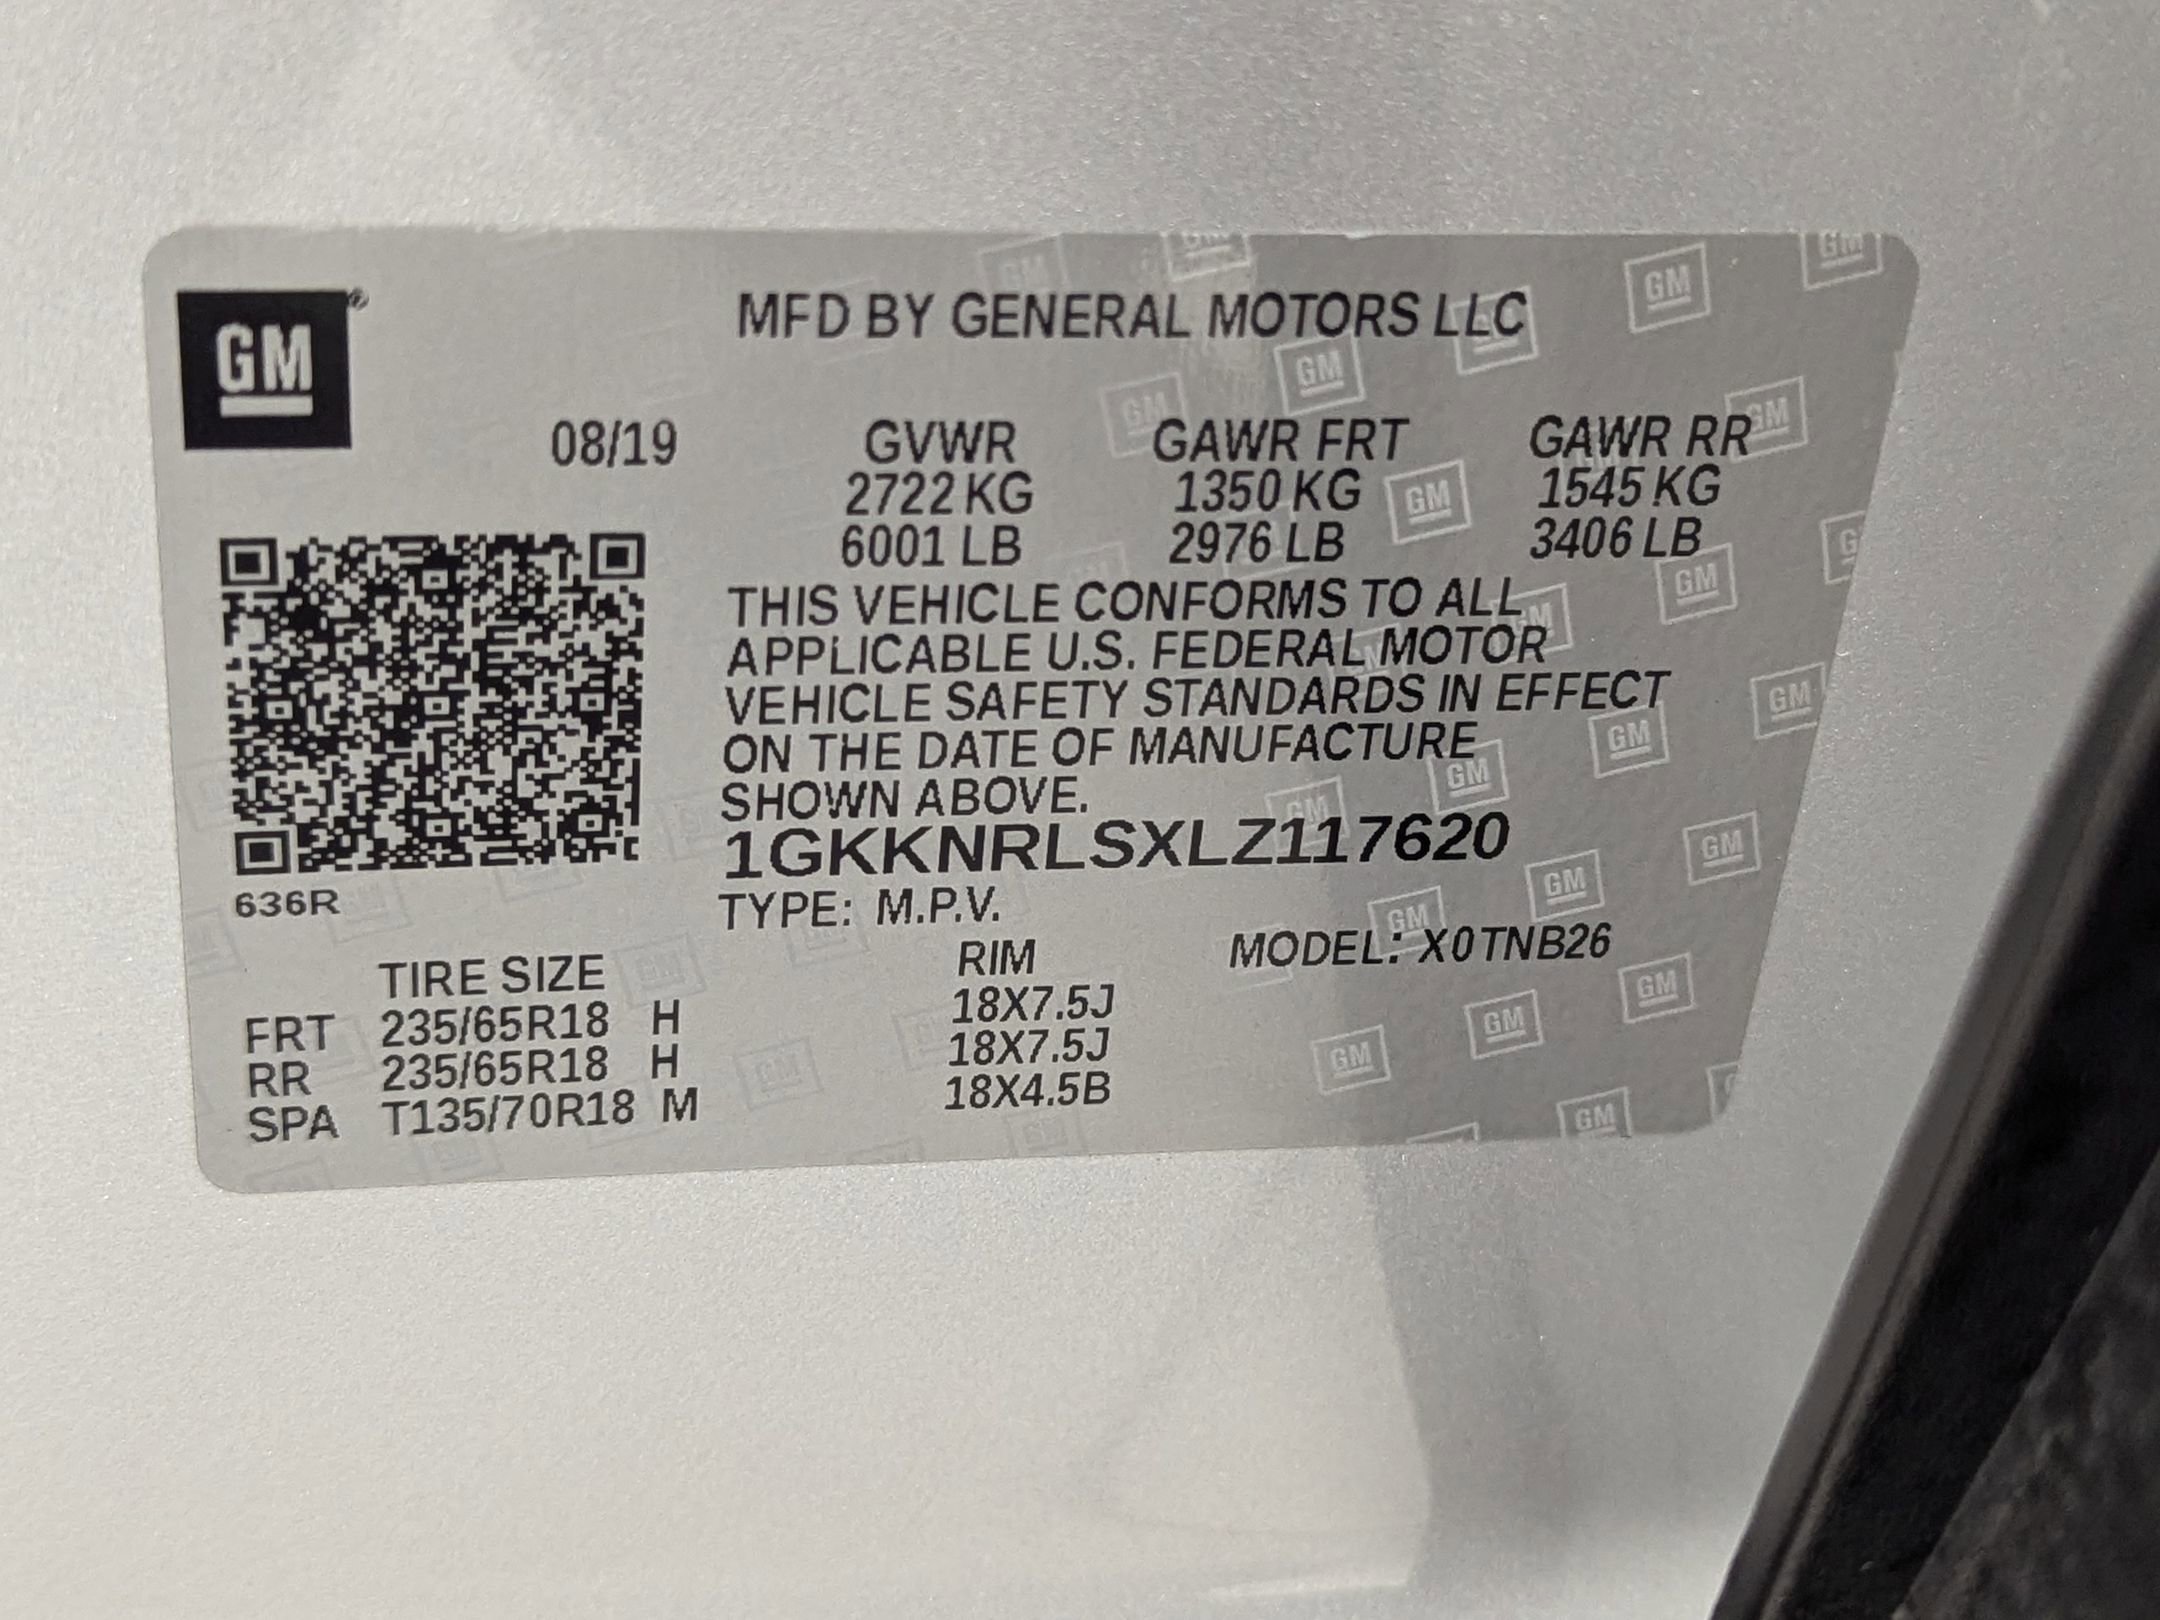 GM®
MFD BY GENERAL MOTORS LLC
08/19 GVWR GAWR FRT GAWR RR
2722 KG 1350 KG 1545 KG
6001 LB 2976 LB 3406 LB
THIS VEHICLE CONFORMS TO ALL
APPLICABLE U.S. FEDERAL MOTOR
VEHICLE SAFETY STANDARDS IN EFFECT
ON THE DATE OF MANUFACTURE
SHOWN ABOVE.
1GKKNRLSXLZ117620
636R
TYPE: M.P.V.
TIRE SIZE RIM MODEL: X0TNB26
FRT 235/65R18 H 18X7.5J
RR 235/65R18 H 18X7.5J
SPA T135/70R18 M 18X4.5B